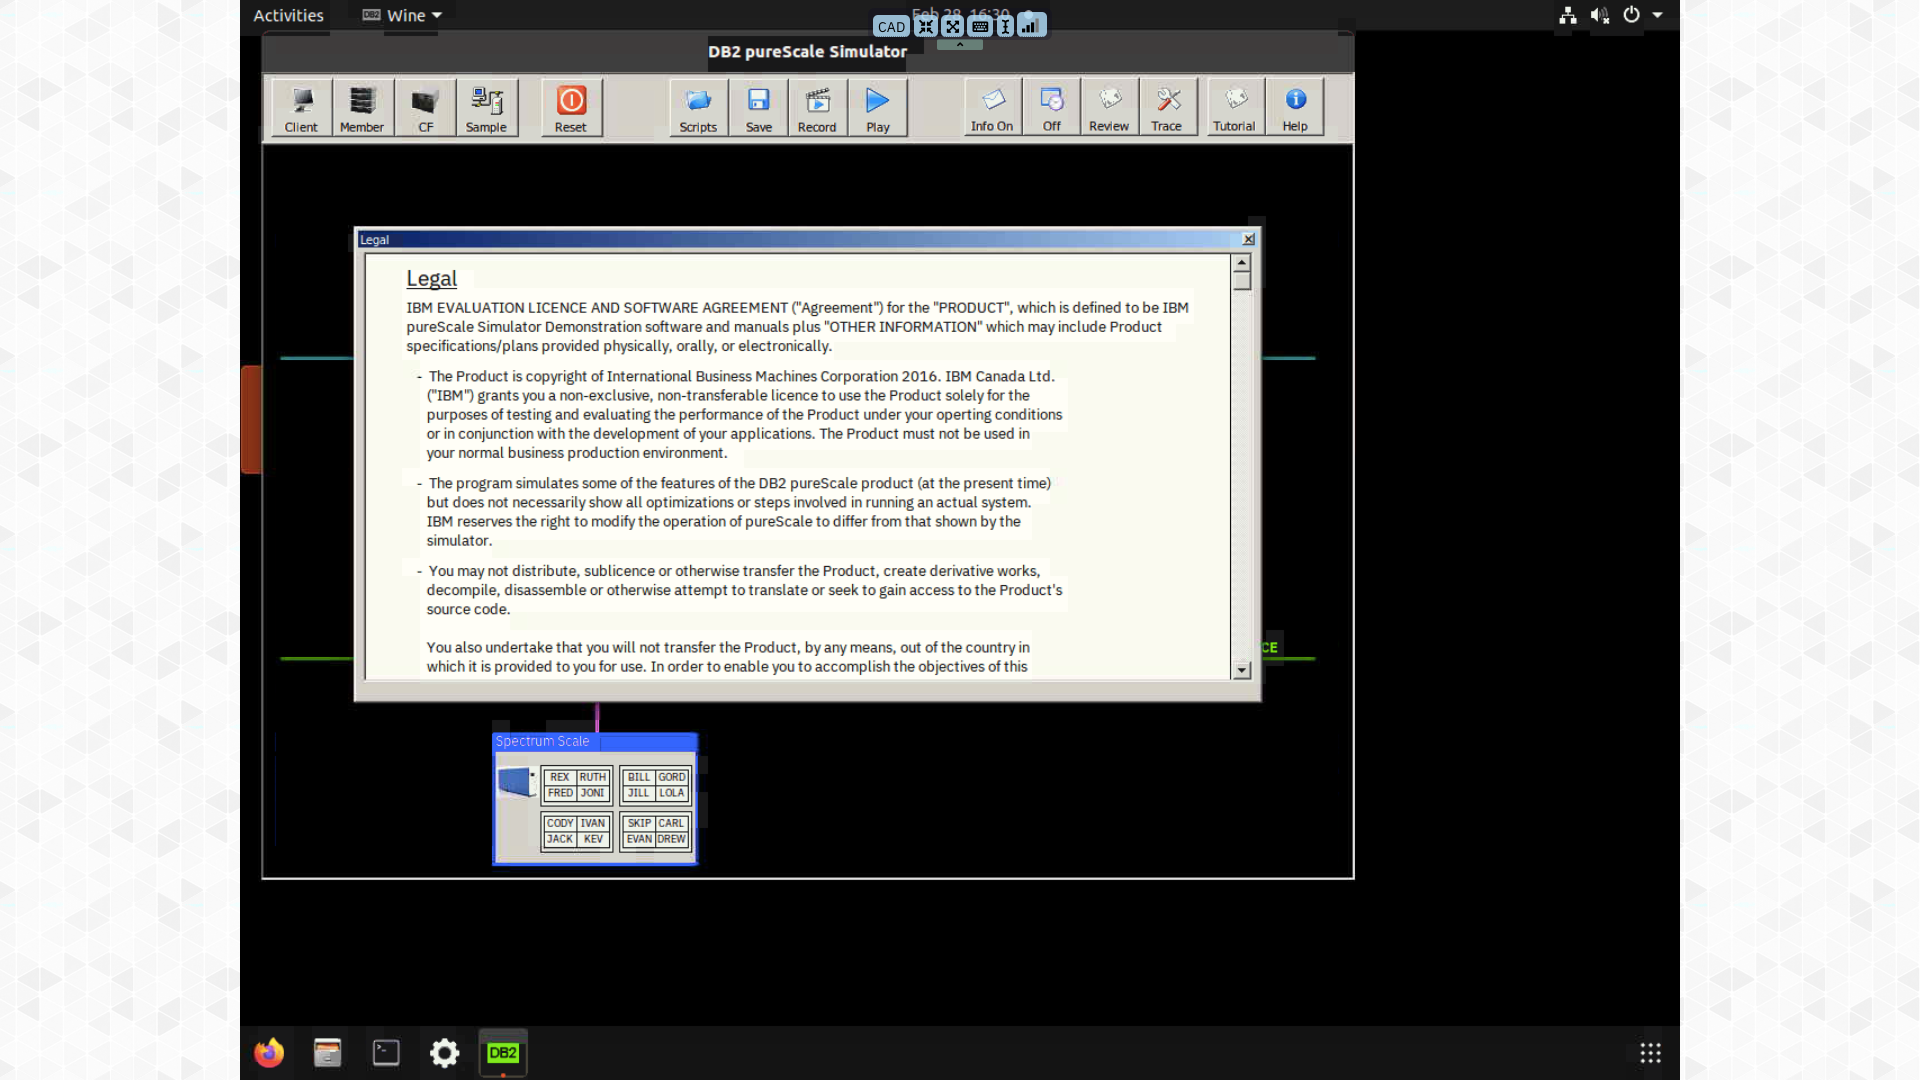 Activities
Wine
Feb 28 16:30
CAD
DB2 pureScale Simulator
Client
Member
CF
Sample
Reset
Scripts
Save
Record
Play
Info On
Off
Review
Trace
Tutorial
Help
Legal
Legal
IBM EVALUATION LICENCE AND SOFTWARE AGREEMENT ("Agreement") for the "PRODUCT", which is defined to be IBM
pureScale Simulator Demonstration software and manuals plus "OTHER INFORMATION" which may include Product
specifications/plans provided physically, orally, or electronically.
- The Product is copyright of International Business Machines Corporation 2016. IBM Canada Ltd.
("IBM") grants you a non-exclusive, non-transferable licence to use the Product solely for the
purposes of testing and evaluating the performance of the Product under your operting conditions
or in conjunction with the development of your applications. The Product must not be used in
your normal business production environment.
- The program simulates some of the features of the DB2 pureScale product (at the present time)
but does not necessarily show all optimizations or steps involved in running an actual system.
IBM reserves the right to modify the operation of pureScale to differ from that shown by the
simulator.
- You may not distribute, sublicence or otherwise transfer the Product, create derivative works,
decompile, disassemble or otherwise attempt to translate or seek to gain access to the Product's
source code.
You also undertake that you will not transfer the Product, by any means, out of the country in
which it is provided to you for use. In order to enable you to accomplish the objectives of this
CE
Spectrum Scale
REX RUTH BILL GORD
FRED JONI JILL LOLA
CODY IVAN SKIP CARL
JACK KEV EVAN DREW
DB2